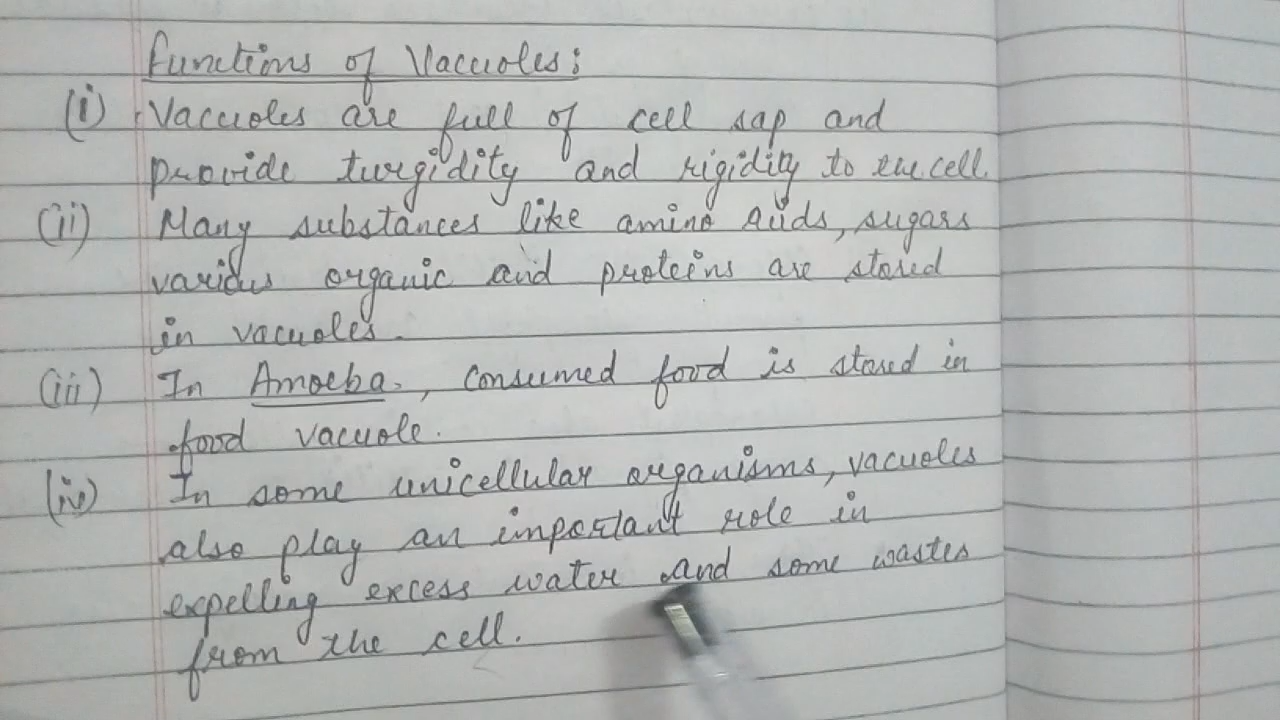 Functions of Vacuoles:
(i) Vacuoles are full of cell sap and
provide turgidity and rigidity to the cell.
(ii) Many substances like amino acids, sugars
various organic and proteins are stored
in vacuoles.
(iii) In Amoeba, consumed food is stored in
food vacuole.
(iv) In some unicellular organisms, vacuoles
also play an important role in
expelling excess water and some wastes
from the cell.